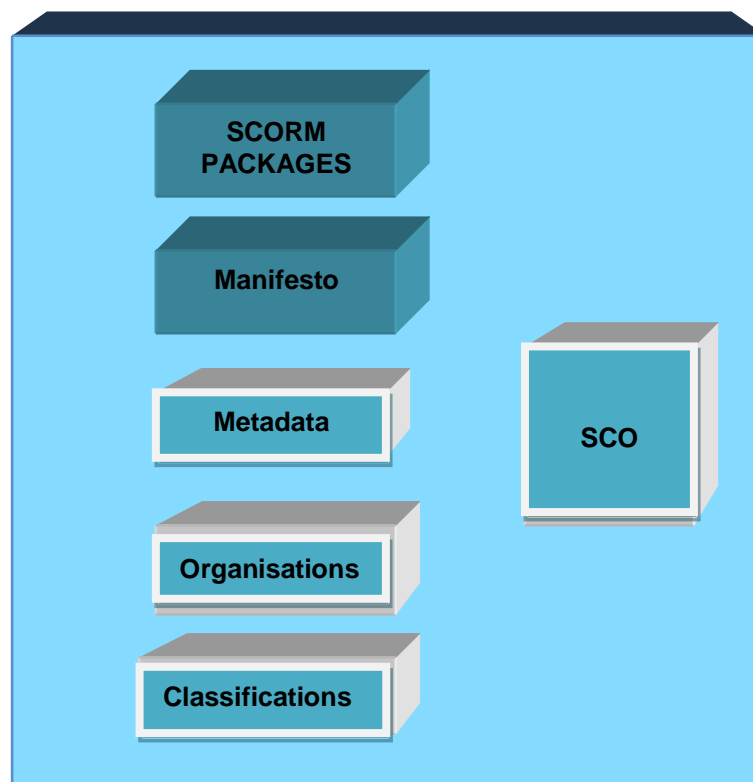 SCORM
PACKAGES
Manifesto
Metadata
SCO
Organisations
Classifications